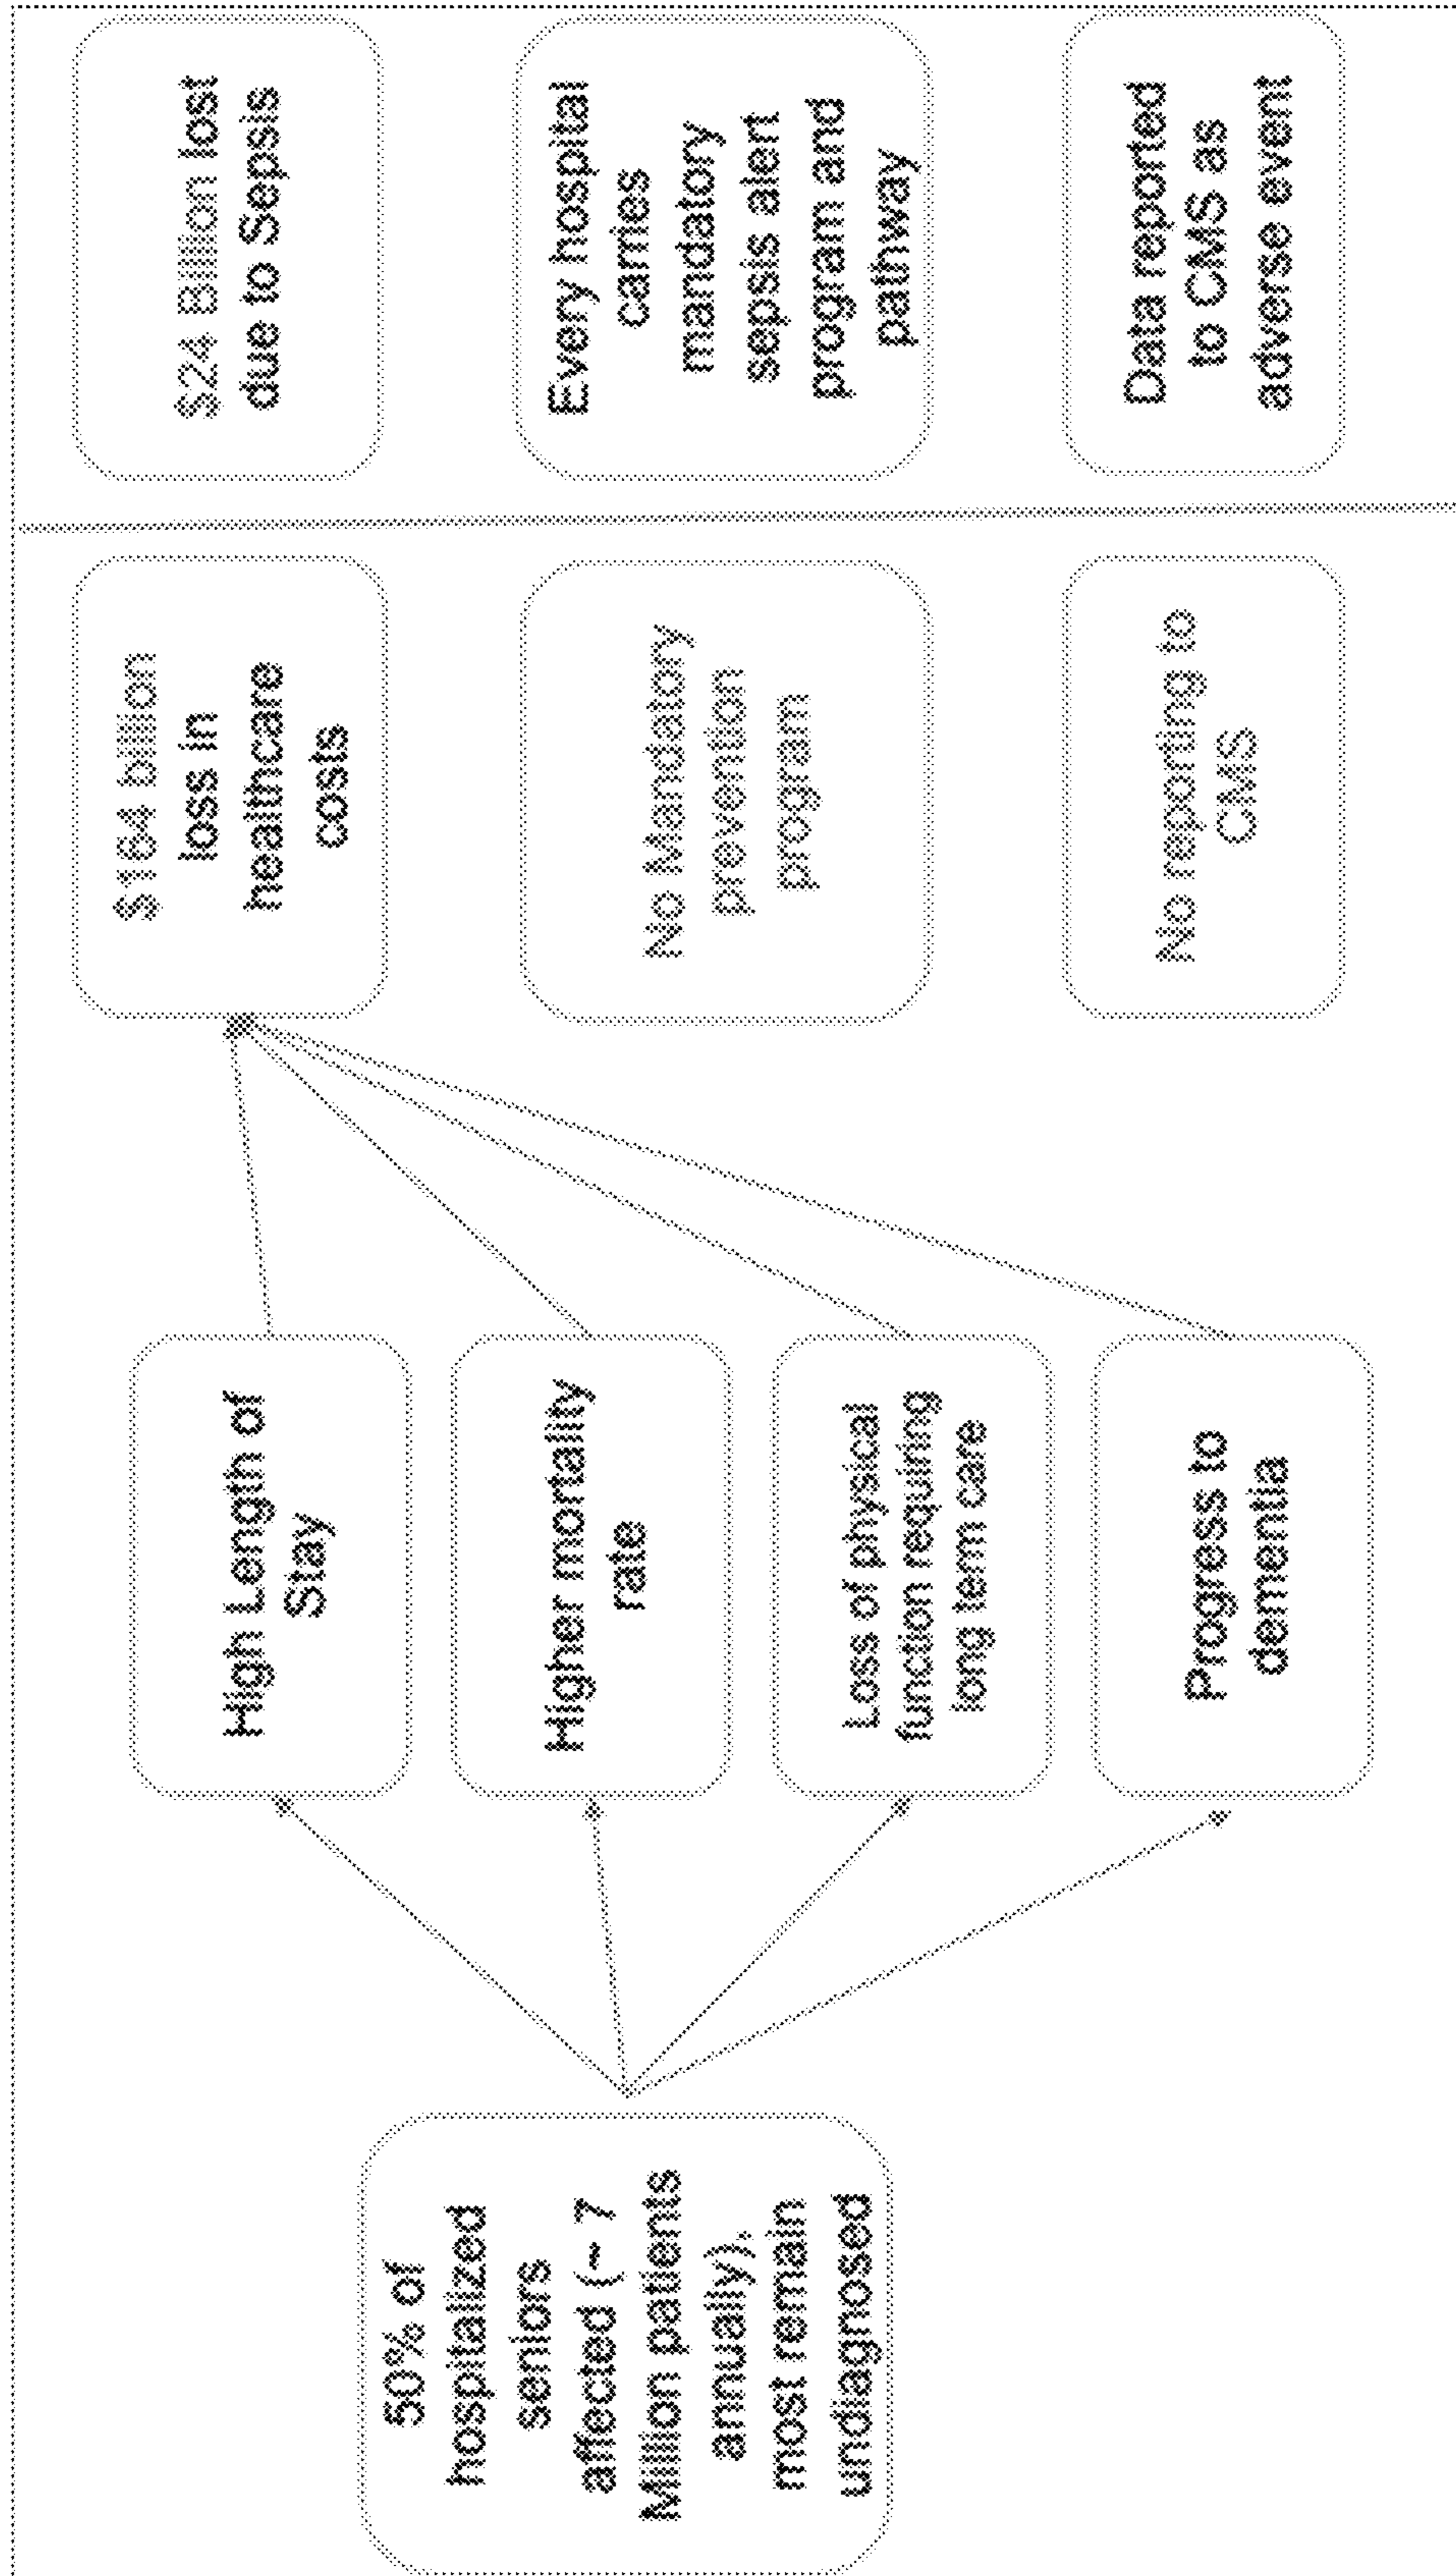 50% of
hospitalized
seniors
affected (~ 7
Million patients
annually),
most remain
undiagnosed
High Length of
Stay
Higher mortality
rate
Loss of physical
function requiring
long term care
Progress to
dementia
$164 billion
loss in
healthcare
costs
No Mandatory
prevention
program
No reporting to
CMS
$24 Billion lost
due to Sepsis
Every hospital
carries
mandatory
sepsis alert
program and
pathway
Data reported
to CMS as
adverse event